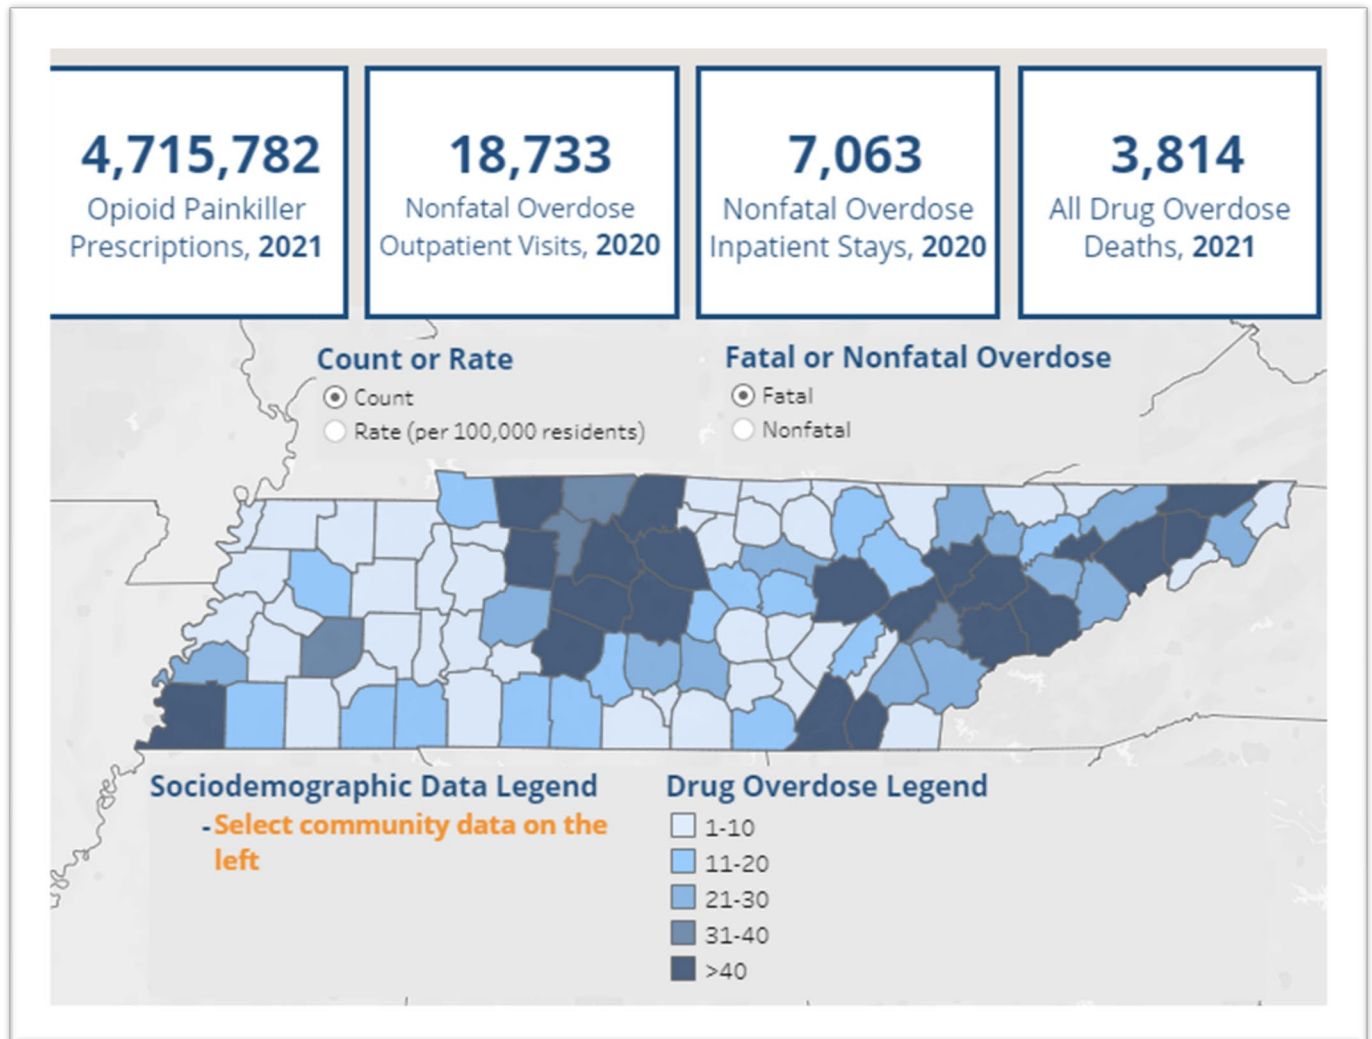 4,715,782
Opioid Painkiller
Prescriptions, 2021
18,733
Nonfatal Overdose
Outpatient Visits, 2020
7,063
Nonfatal Overdose
Inpatient Stays, 2020
3,814
All Drug Overdose
Deaths, 2021
Count or Rate
Count
Rate (per 100,000 residents)
Fatal or Nonfatal Overdose
Fatal
Nonfatal
Sociodemographic Data Legend
-Select community data on the
left
Drug Overdose Legend
1-10
11-20
21-30
31-40
>40